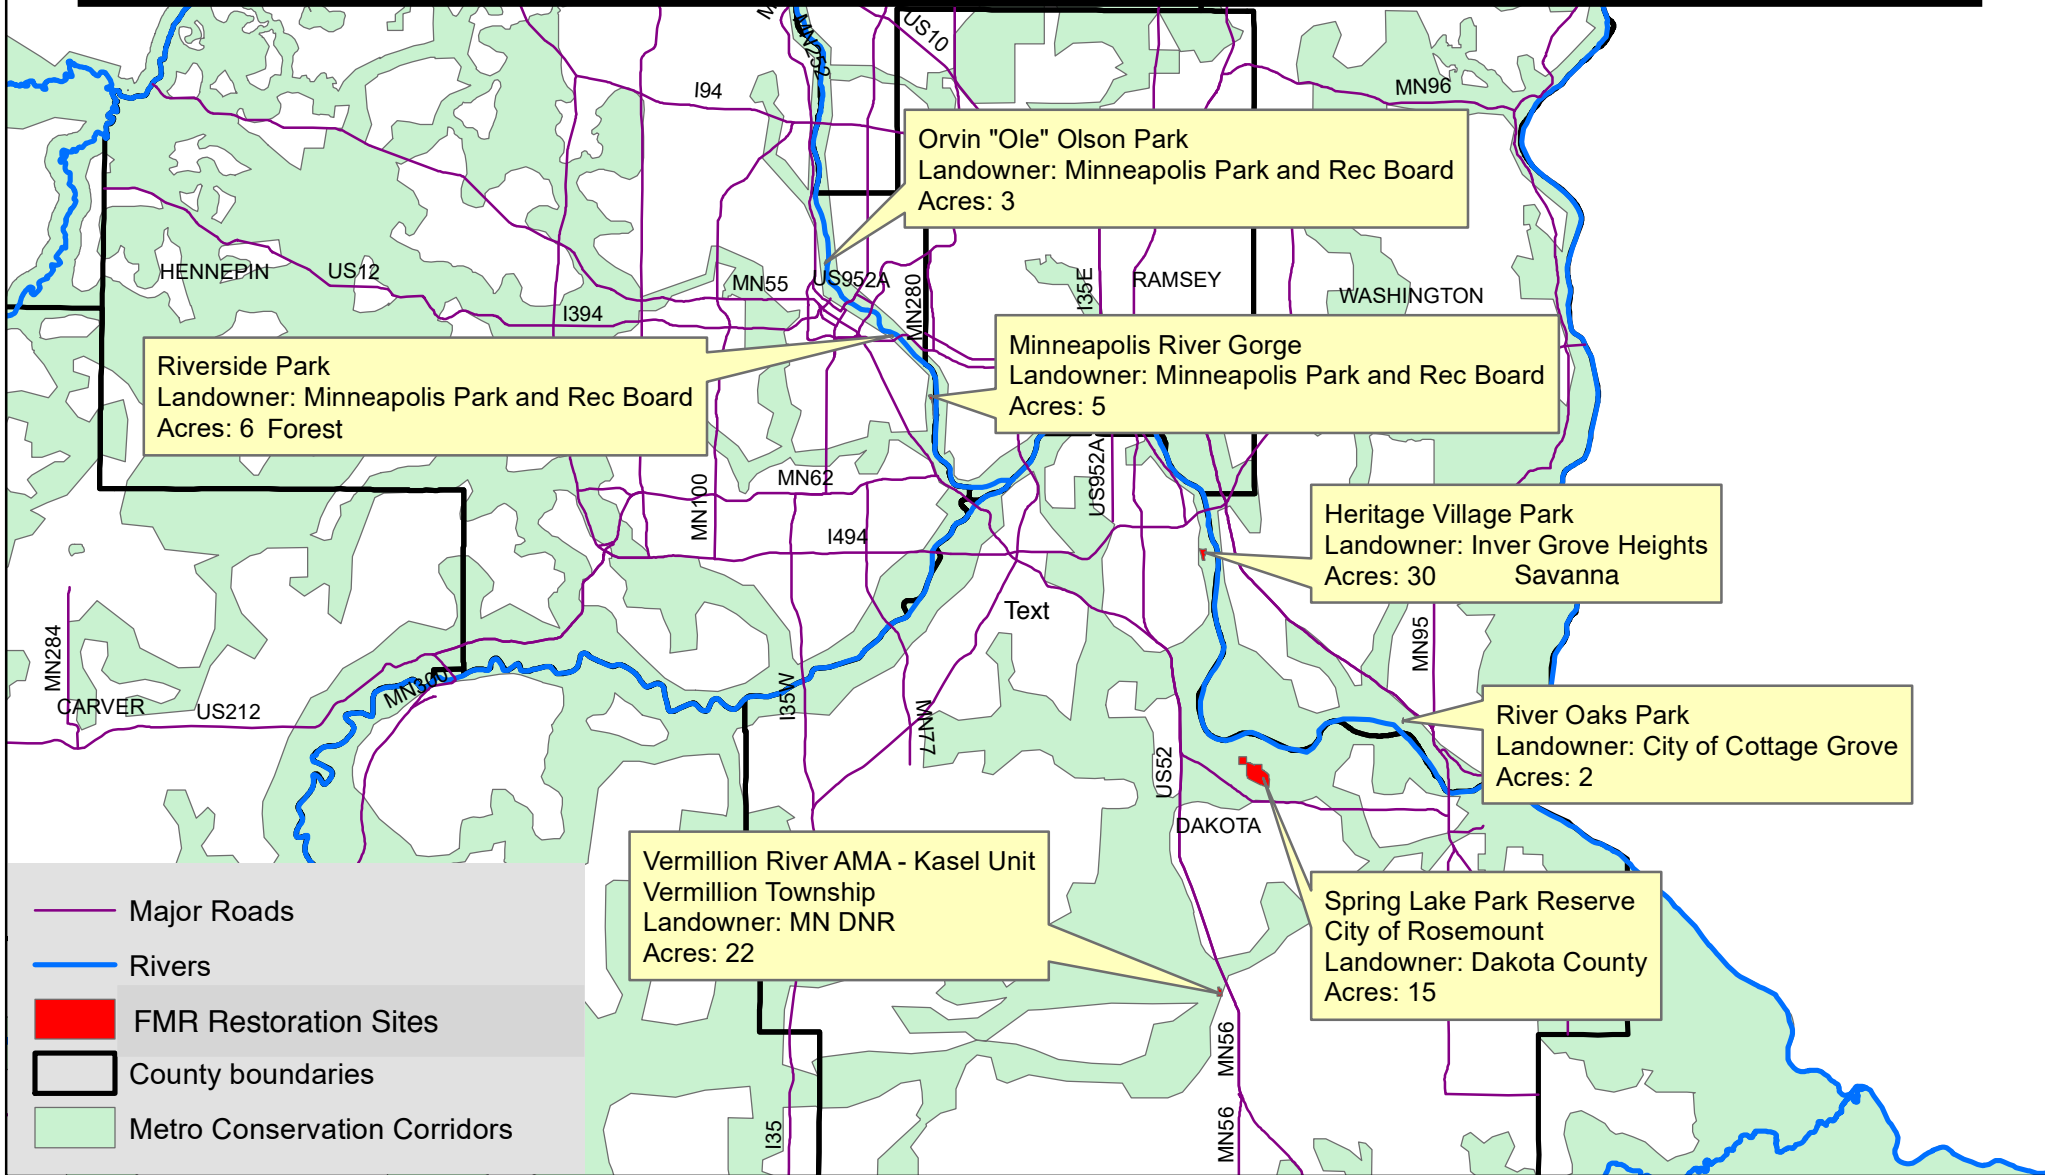 MN252
US10
I94
MN96
Orvin "Ole" Olson Park
Landowner: Minneapolis Park and Rec Board
Acres: 3
HENNEPIN
US12
MN55
US952A
MN280
I35E
RAMSEY
WASHINGTON
I394
Riverside Park
Landowner: Minneapolis Park and Rec Board
Acres: 6 Forest
Minneapolis River Gorge
Landowner: Minneapolis Park and Rec Board
Acres: 5
MN62
MN100
US952A
I494
Heritage Village Park
Landowner: Inver Grove Heights
Acres: 30 Savanna
Text
MN284
MN95
CARVER
US212
MN300
I35W
MN77
US52
River Oaks Park
Landowner: City of Cottage Grove
Acres: 2
DAKOTA
Vermillion River AMA - Kasel Unit
Vermillion Township
Landowner: MN DNR
Acres: 22
Spring Lake Park Reserve
City of Rosemount
Landowner: Dakota County
Acres: 15
Major Roads
Rivers
FMR Restoration Sites
County boundaries
Metro Conservation Corridors
MN56
I35
MN56